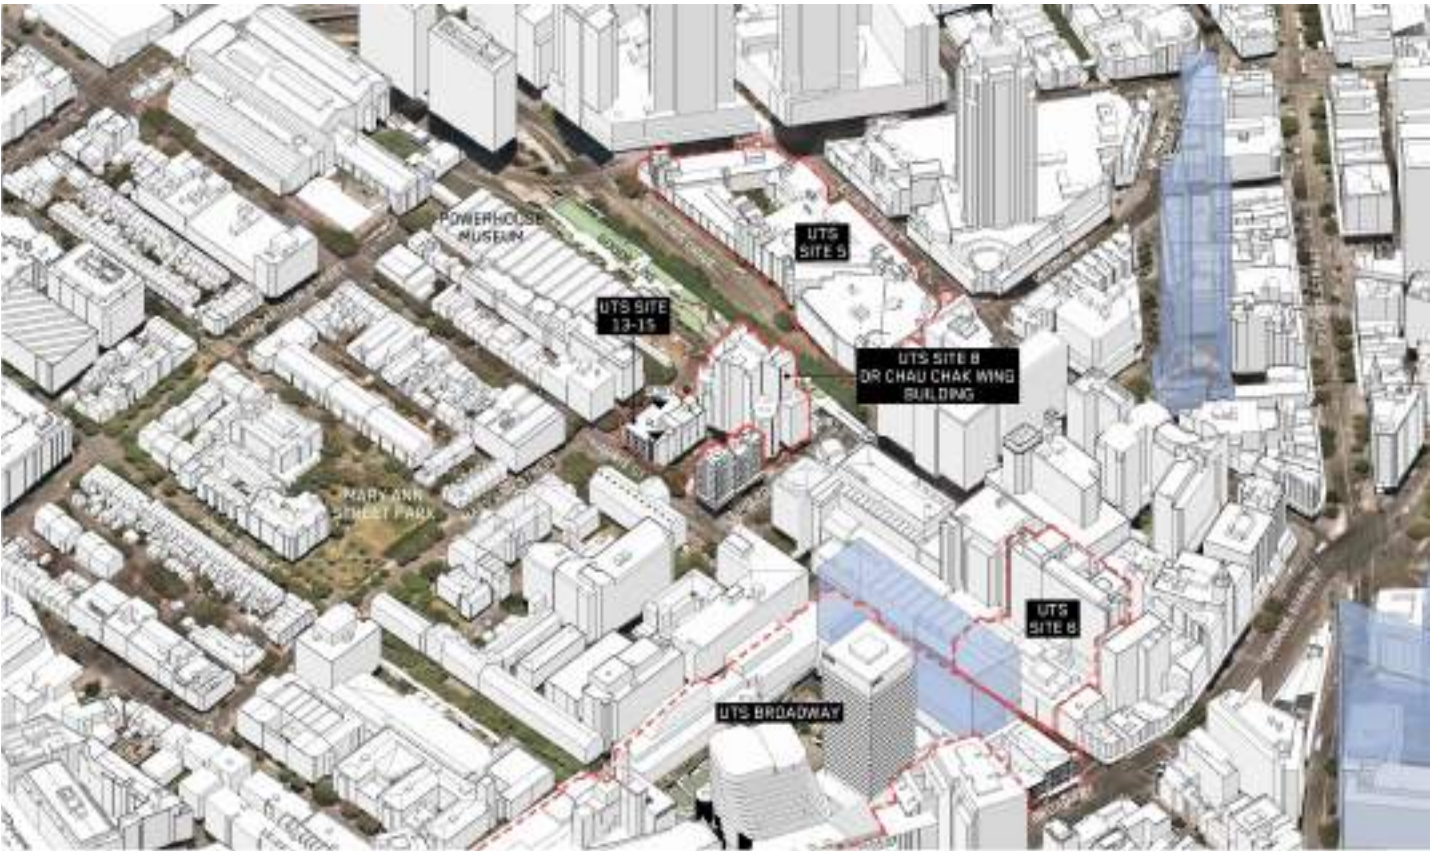 POWERHOUSE
MUSEUM
UTS
SITE 5
UTS SITE
13-15
UTS SITE 8
DR CHAU CHAK WING
BUILDING
MARY ANN
STREET PARK
UTS
SITE 6
UTS BROADWAY